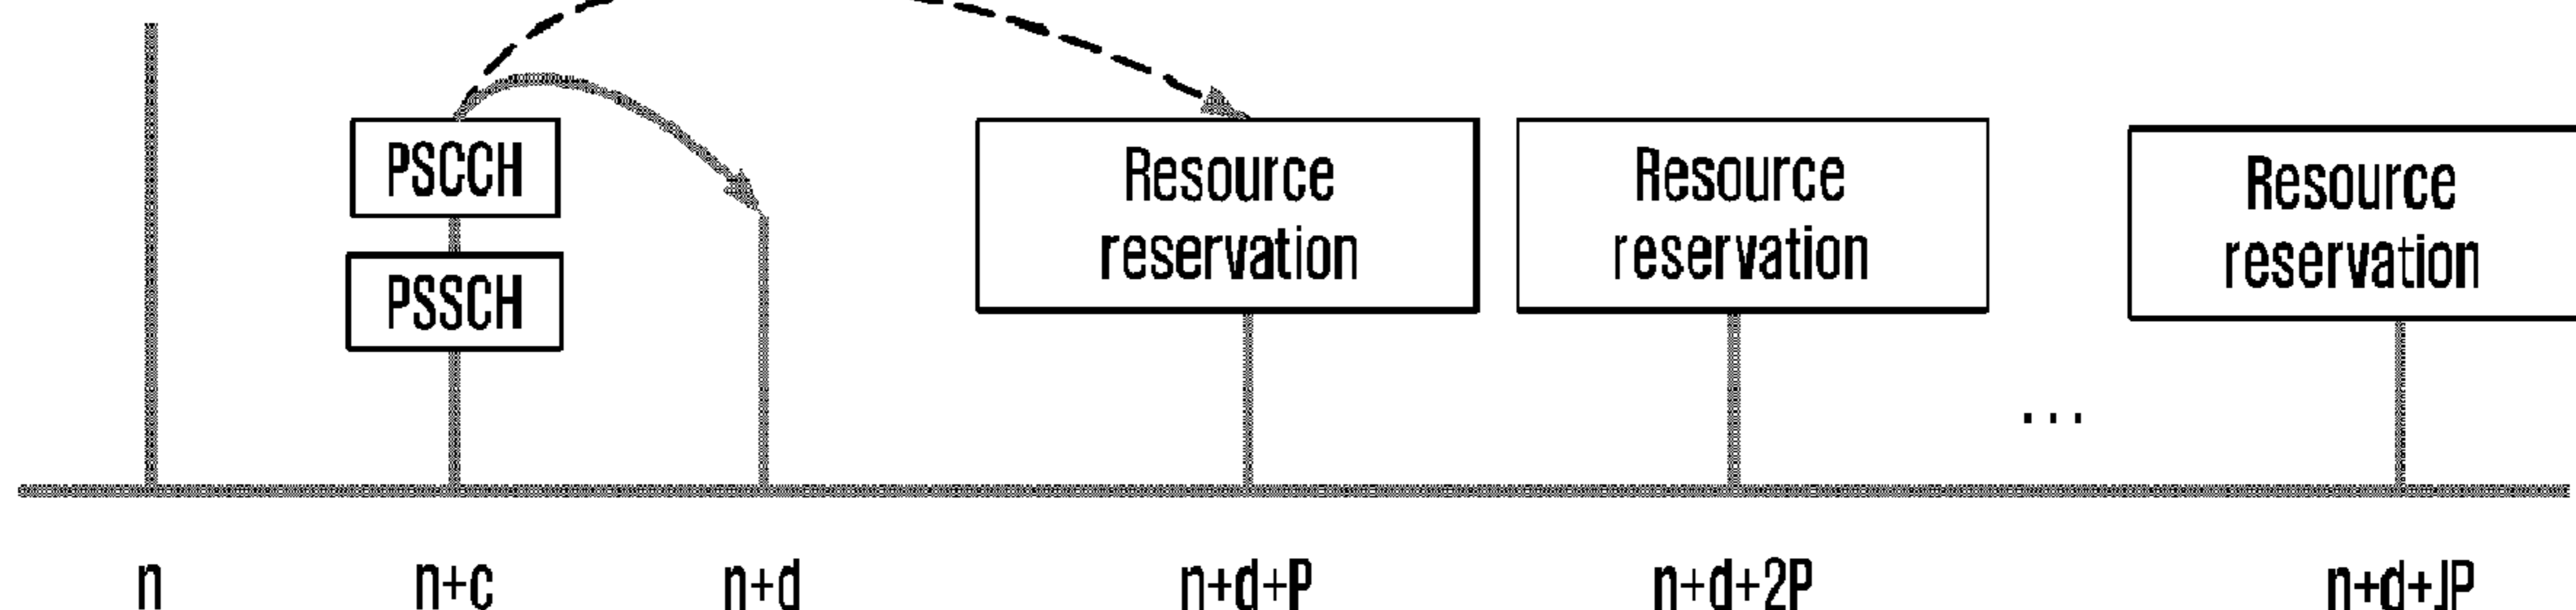 PSCCH
PSSCH
Resource
reservation
Resource
reservation
Resource
reservation
...
n
n+c
n+d
n+d+P
n+d+2P
n+d+JP